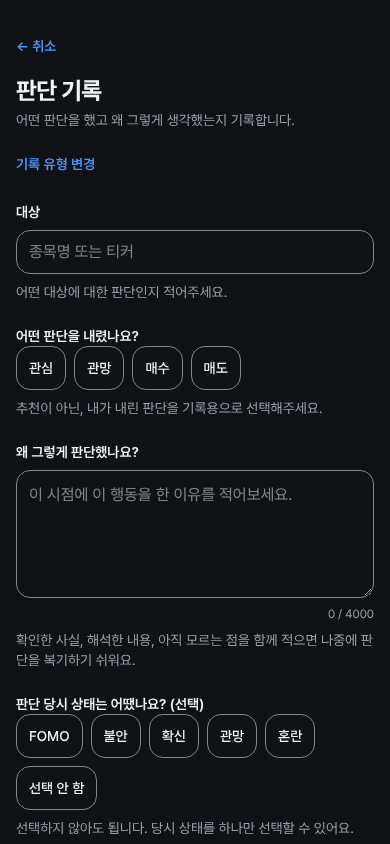 ← 취소
판단 기록
어떤 판단을 했고 왜 그렇게 생각했는지 기록합니다.
기록 유형 변경
대상
종목명 또는 티커
어떤 대상에 대한 판단인지 적어주세요.
어떤 판단을 내렸나요?
관심 관망 매수 매도
추천이 아닌, 내가 내린 판단을 기록용으로 선택해주세요.
왜 그렇게 판단했나요?
이 시점에 이 행동을 한 이유를 적어보세요.
0 / 4000
확인한 사실, 해석한 내용, 아직 모르는 점을 함께 적으면 나중에 판
단을 복기하기 쉬워요.
판단 당시 상태는 어땠나요? (선택)
FOMO 불안 확신 관망 혼란
선택 안 함
선택하지 않아도 됩니다. 당시 상태를 하나만 선택할 수 있어요.